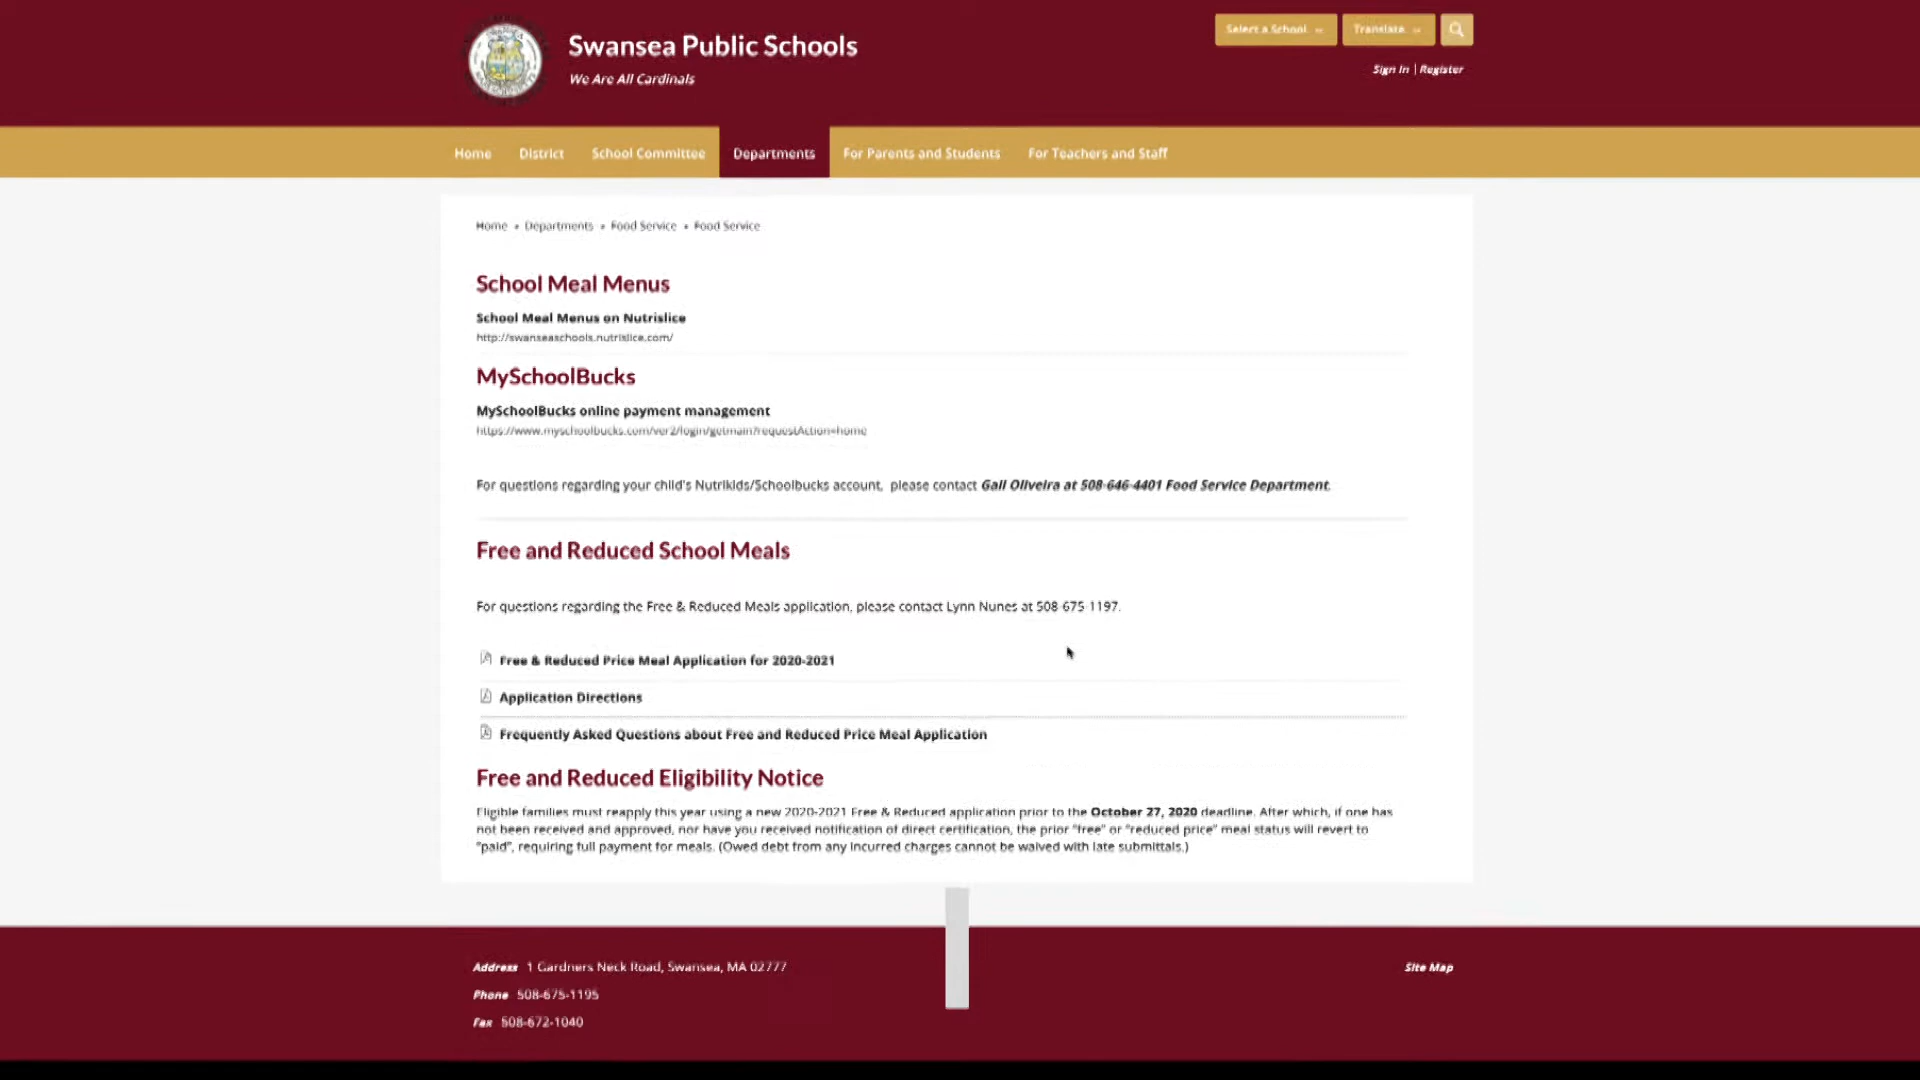 Swansea Public Schools
We Are All Cardinals
Select a School
Translate
Sign In | Register
Home District School Committee Departments For Parents and Students For Teachers and Staff
Home » Departments » Food Service » Food Service
School Meal Menus
School Meal Menus on Nutrislice
http://swanseaschools.nutrislice.com/
MySchoolBucks
MySchoolBucks online payment management
https://www.myschoolbucks.com/ver2/login/getmain?requestAction=home
For questions regarding your child's Nutrikids/Schoolbucks account, please contact Gail Oliveira at 508-646-4401 Food Service Department.
Free and Reduced School Meals
For questions regarding the Free & Reduced Meals application, please contact Lynn Nunes at 508-675-1197.
Free & Reduced Price Meal Application for 2020-2021
Application Directions
Frequently Asked Questions about Free and Reduced Price Meal Application
Free and Reduced Eligibility Notice
Eligible families must reapply this year using a new 2020-2021 Free & Reduced application prior to the October 27, 2020 deadline. After which, if one has
not been received and approved, nor have you received notification of direct certification, the prior "free" or "reduced price" meal status will revert to
"paid", requiring full payment for meals. (Owed debt from any incurred charges cannot be waived with late submittals.)
Address 1 Gardners Neck Road, Swansea, MA 02777
Site Map
Phone 508-675-1195
Fax 508-672-1040